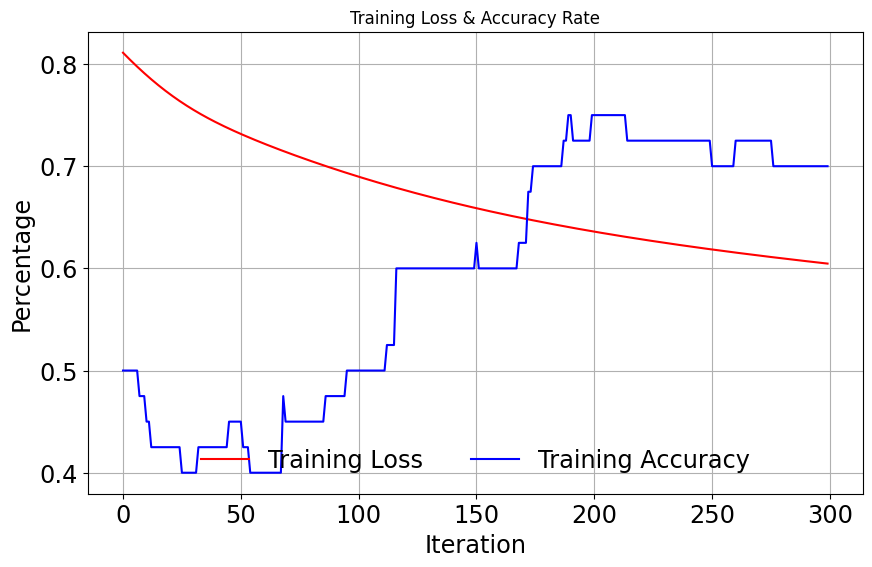 Training Loss & Accuracy Rate
0.8
0.7
0.6
0.5
0.4
Percentage
Training Loss
Training Accuracy
0 50 100 150 200 250 300
Iteration